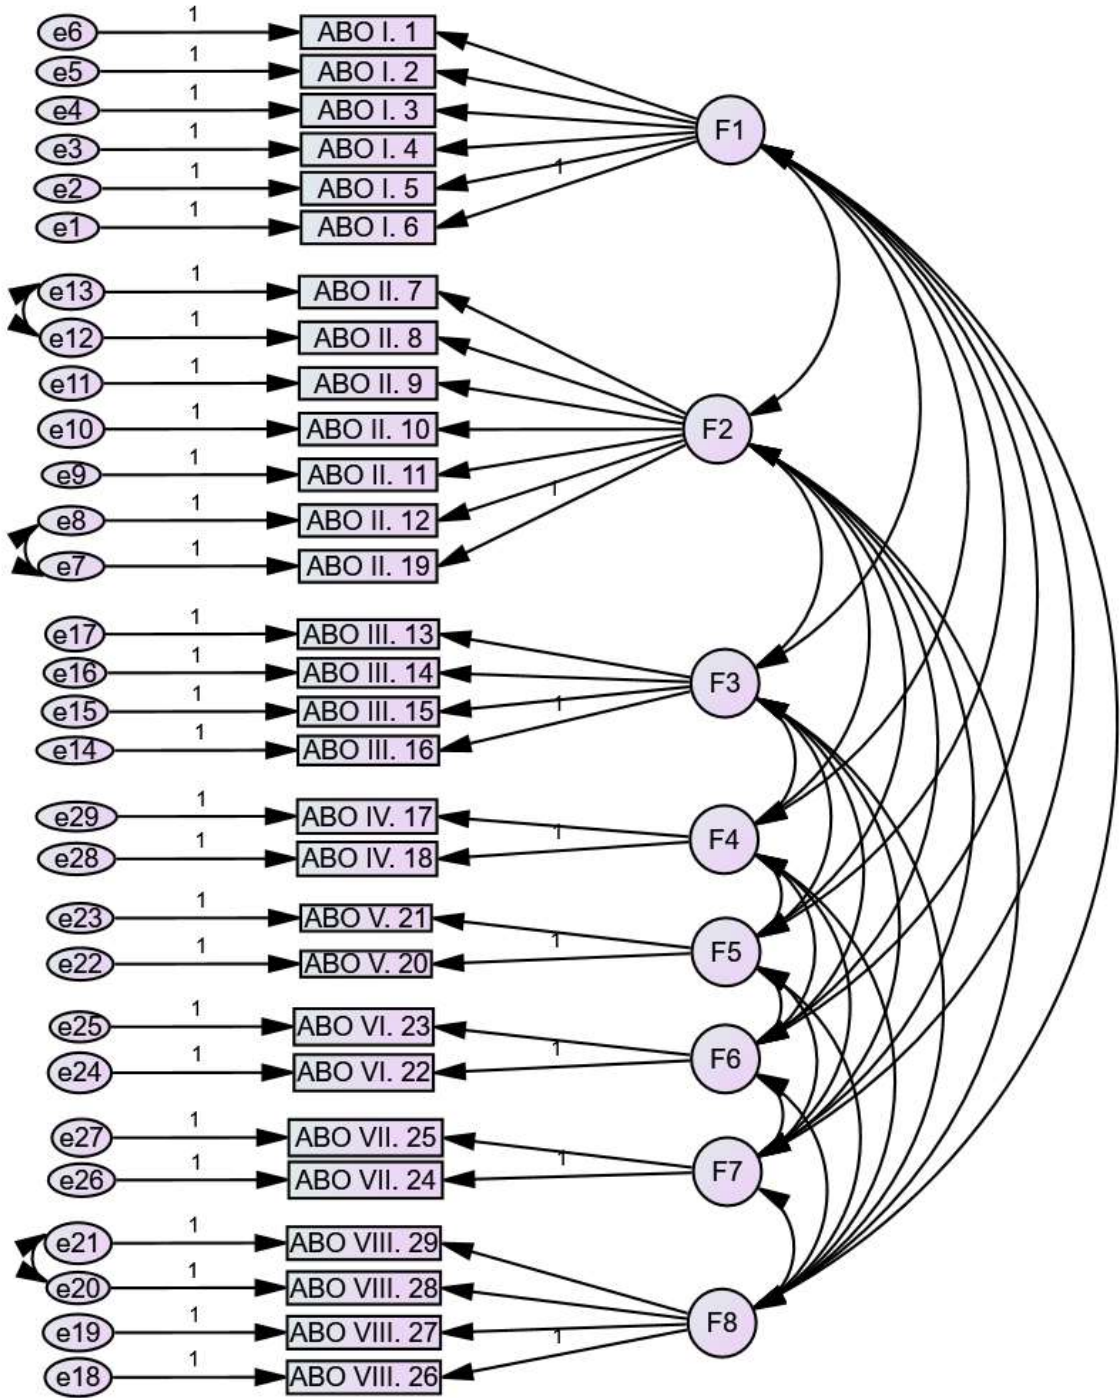 e6 1 ABO I. 1
e5 1 ABO I. 2
e4 1 ABO I. 3
e3 1 ABO I. 4
e2 1 ABO I. 5
e1 1 ABO I. 6
1 F1
e13 1 ABO II. 7
e12 1 ABO II. 8
e11 1 ABO II. 9
e10 1 ABO II. 10
e9 1 ABO II. 11
e8 1 ABO II. 12
e7 1 ABO II. 19
1 F2
e17 1 ABO III. 13
e16 1 ABO III. 14
e15 1 ABO III. 15
e14 1 ABO III. 16
1 F3
e29 1 ABO IV. 17
e28 1 ABO IV. 18
1 F4
e23 1 ABO V. 21
e22 1 ABO V. 20
1 F5
e25 1 ABO VI. 23
e24 1 ABO VI. 22
1 F6
e27 1 ABO VII. 25
e26 1 ABO VII. 24
1 F7
e21 1 ABO VIII. 29
e20 1 ABO VIII. 28
e19 1 ABO VIII. 27
e18 1 ABO VIII. 26
1 F8